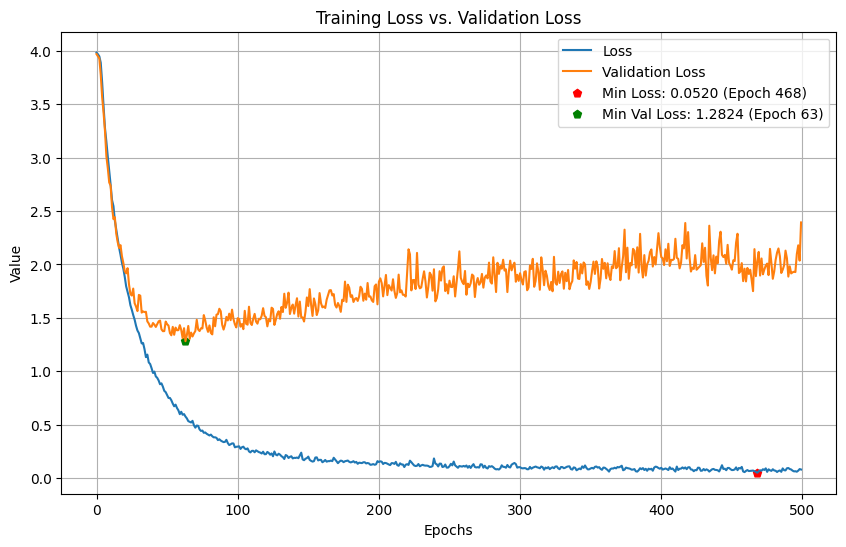 Training Loss vs. Validation Loss
Loss
Validation Loss
Min Loss: 0.0520 (Epoch 468)
Min Val Loss: 1.2824 (Epoch 63)
Value
4.0
3.5
3.0
2.5
2.0
1.5
1.0
0.5
0.0
0 100 200 300 400 500
Epochs